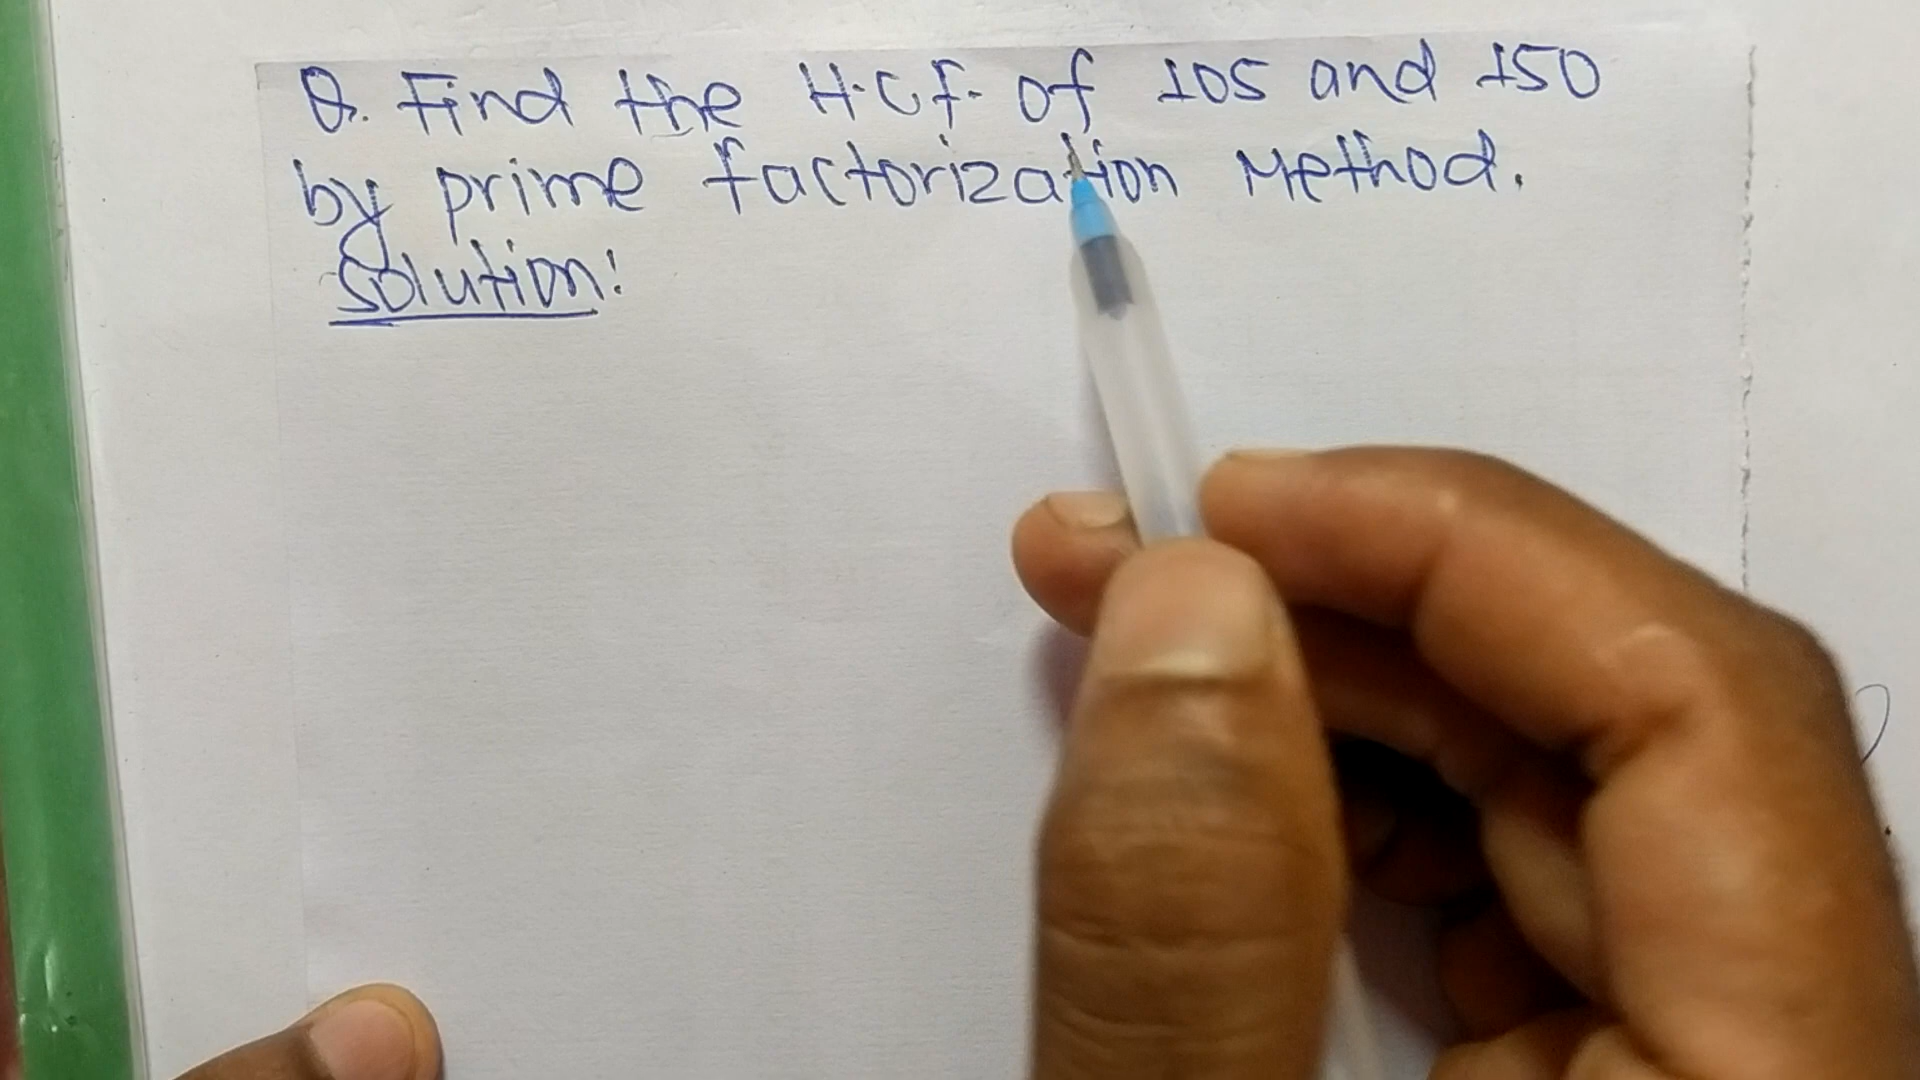 Q. Find the H.C.F. of 105 and 150
by prime factorization Method.
Solution: